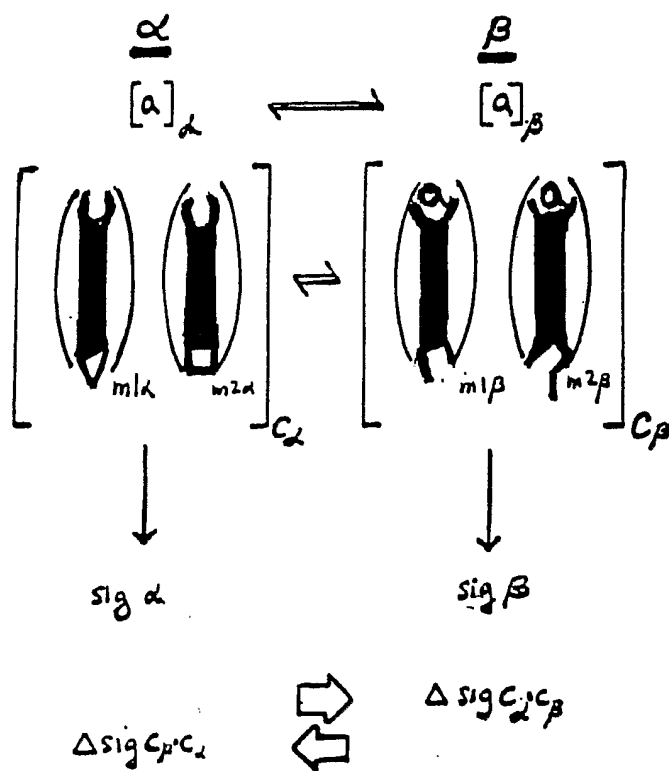 α β
[a]α [a]β
a a
m1α m2α m1β m2β
Cα Cβ
sig α sig β
Δ sig Cα·Cβ
Δ sig Cβ·Cα